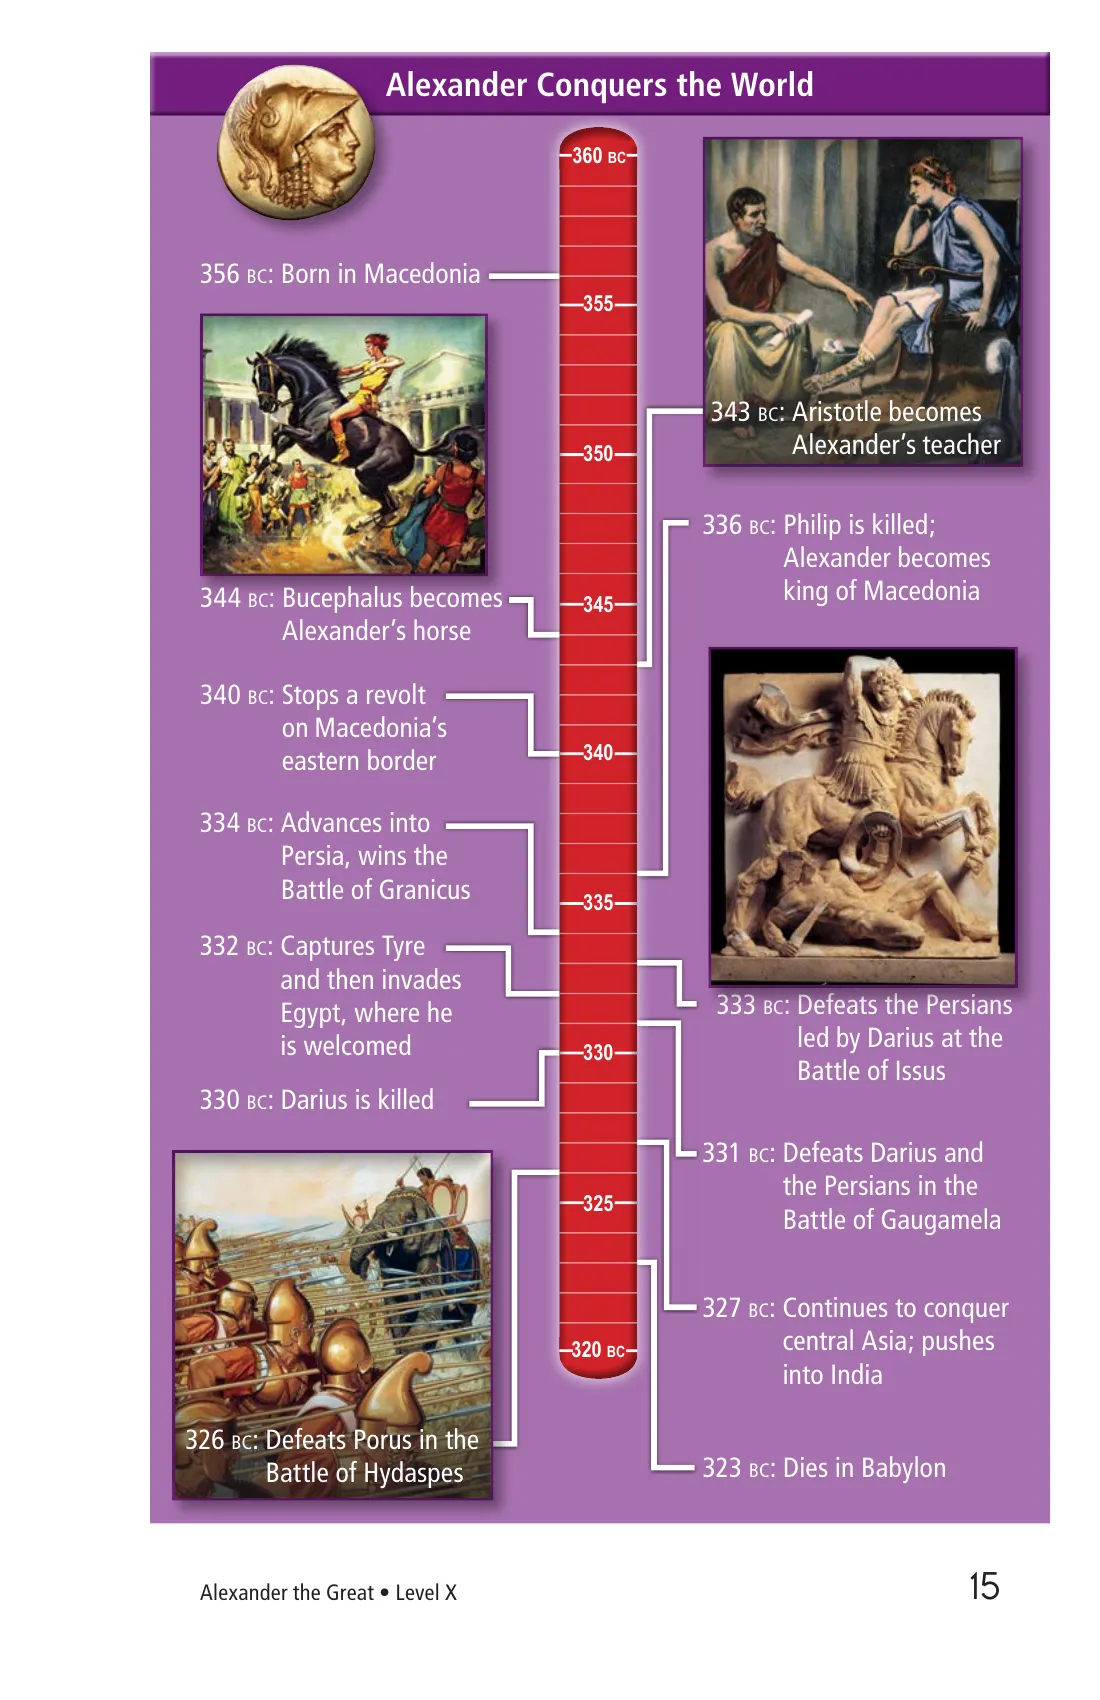 Alexander Conquers the World
360 BC
355
350
345
340
335
330
325
320 BC
356 BC: Born in Macedonia
344 BC: Bucephalus becomes
Alexander’s horse
340 BC: Stops a revolt
on Macedonia’s
eastern border
334 BC: Advances into
Persia, wins the
Battle of Granicus
332 BC: Captures Tyre
and then invades
Egypt, where he
is welcomed
330 BC: Darius is killed
326 BC: Defeats Porus in the
Battle of Hydaspes
343 BC: Aristotle becomes
Alexander’s teacher
336 BC: Philip is killed;
Alexander becomes
king of Macedonia
333 BC: Defeats the Persians
led by Darius at the
Battle of Issus
331 BC: Defeats Darius and
the Persians in the
Battle of Gaugamela
327 BC: Continues to conquer
central Asia; pushes
into India
323 BC: Dies in Babylon
Alexander the Great • Level X
15